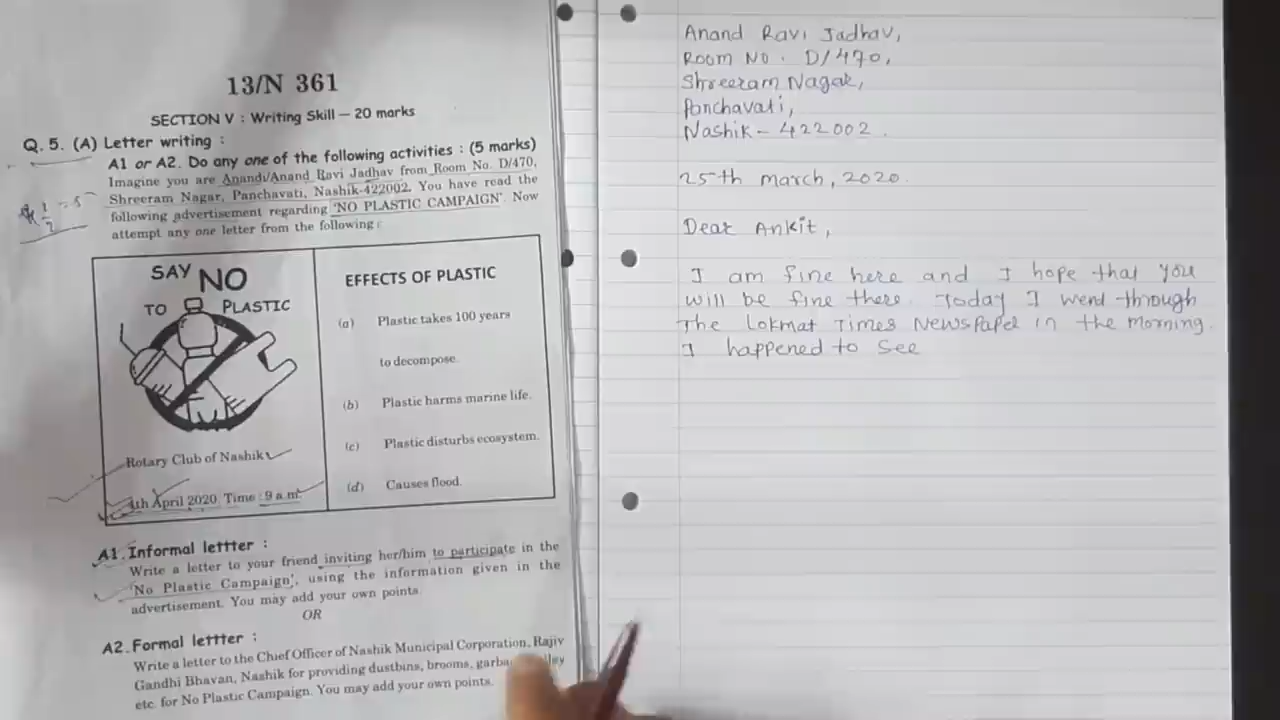 13/N 361
SECTION V : Writing Skill — 20 marks
Q. 5. (A) Letter writing :
A1 or A2. Do any one of the following activities : (5 marks)
Imagine you are Anandi/Anand Ravi Jadhav from Room No. D/470,
Shreeram Nagar, Panchavati, Nashik-422002. You have read the
following advertisement regarding 'NO PLASTIC CAMPAIGN'. Now
attempt any one letter from the following :
SAY NO
TO PLASTIC
Rotary Club of Nashik
4th April 2020 Time : 9 a.m.
EFFECTS OF PLASTIC
(a) Plastic takes 100 years
to decompose.
(b) Plastic harms marine life.
(c) Plastic disturbs ecosystem.
(d) Causes flood.
A1. Informal lettter :
Write a letter to your friend inviting her/him to participate in the
'No Plastic Campaign', using the information given in the
advertisement. You may add your own points.
OR
A2. Formal lettter :
Write a letter to the Chief Officer of Nashik Municipal Corporation, Rajiv
Gandhi Bhavan, Nashik for providing dustbins, brooms,
etc. for No Plastic Campaign. You may add your own points.
Anand Ravi Jadhav,
Room No. D/470,
Shreeram Nagar,
Panchavati,
Nashik - 422002.
25th march, 2020.
Dear Ankit,
I am fine here and I hope that you
will be fine there. Today I went through
The Lokmat Times Newspaper in the morning.
I happened to see